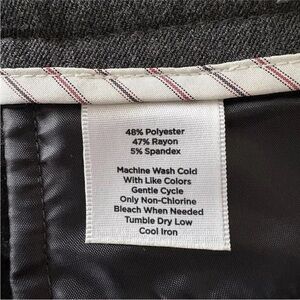 48% Polyester
47% Rayon
5% Spandex
Machine Wash Cold
With Like Colors
Gentle Cycle
Only Non-Chlorine
Bleach When Needed
Tumble Dry Low
Cool Iron